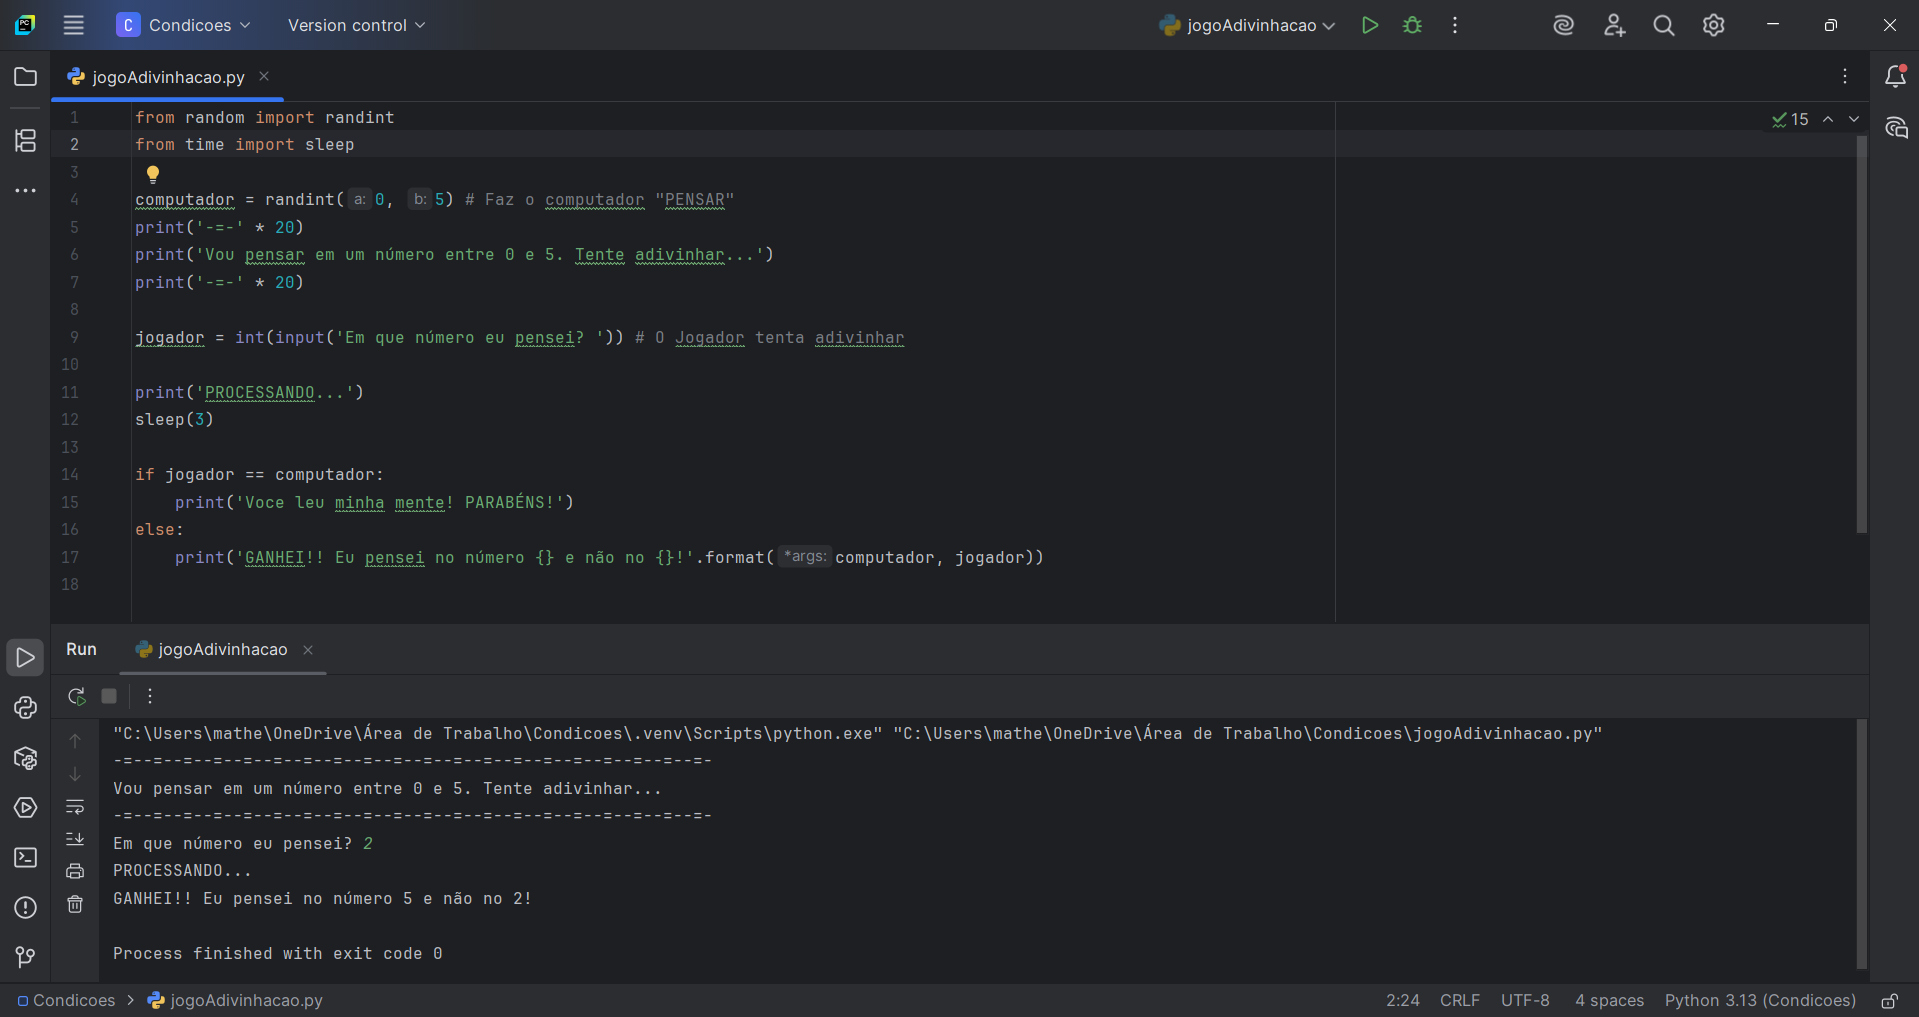 C Condicoes Version control jogoAdivinhacao
jogoAdivinhacao.py
15
1 from random import randint
2 from time import sleep
3
4 computador = randint( a: 0, b: 5) # Faz o computador "PENSAR"
5 print('-=-' * 20)
6 print('Vou pensar em um número entre 0 e 5. Tente adivinhar...')
7 print('-=-' * 20)
8
9 jogador = int(input('Em que número eu pensei? ')) # O Jogador tenta adivinhar
10
11 print('PROCESSANDO...')
12 sleep(3)
13
14 if jogador == computador:
15     print('Voce leu minha mente! PARABÉNS!')
16 else:
17     print('GANHEI!! Eu pensei no número {} e não no {}!'.format( *args: computador, jogador))
18
Run jogoAdivinhacao
"C:\Users\mathe\OneDrive\Área de Trabalho\Condicoes\.venv\Scripts\python.exe" "C:\Users\mathe\OneDrive\Área de Trabalho\Condicoes\jogoAdivinhacao.py"
-=--=--=--=--=--=--=--=--=--=--=--=--=--=--=--=--=--=--=--=-
Vou pensar em um número entre 0 e 5. Tente adivinhar...
-=--=--=--=--=--=--=--=--=--=--=--=--=--=--=--=--=--=--=--=-
Em que número eu pensei? 2
PROCESSANDO...
GANHEI!! Eu pensei no número 5 e não no 2!
Process finished with exit code 0
Condicoes > jogoAdivinhacao.py 2:24 CRLF UTF-8 4 spaces Python 3.13 (Condicoes)